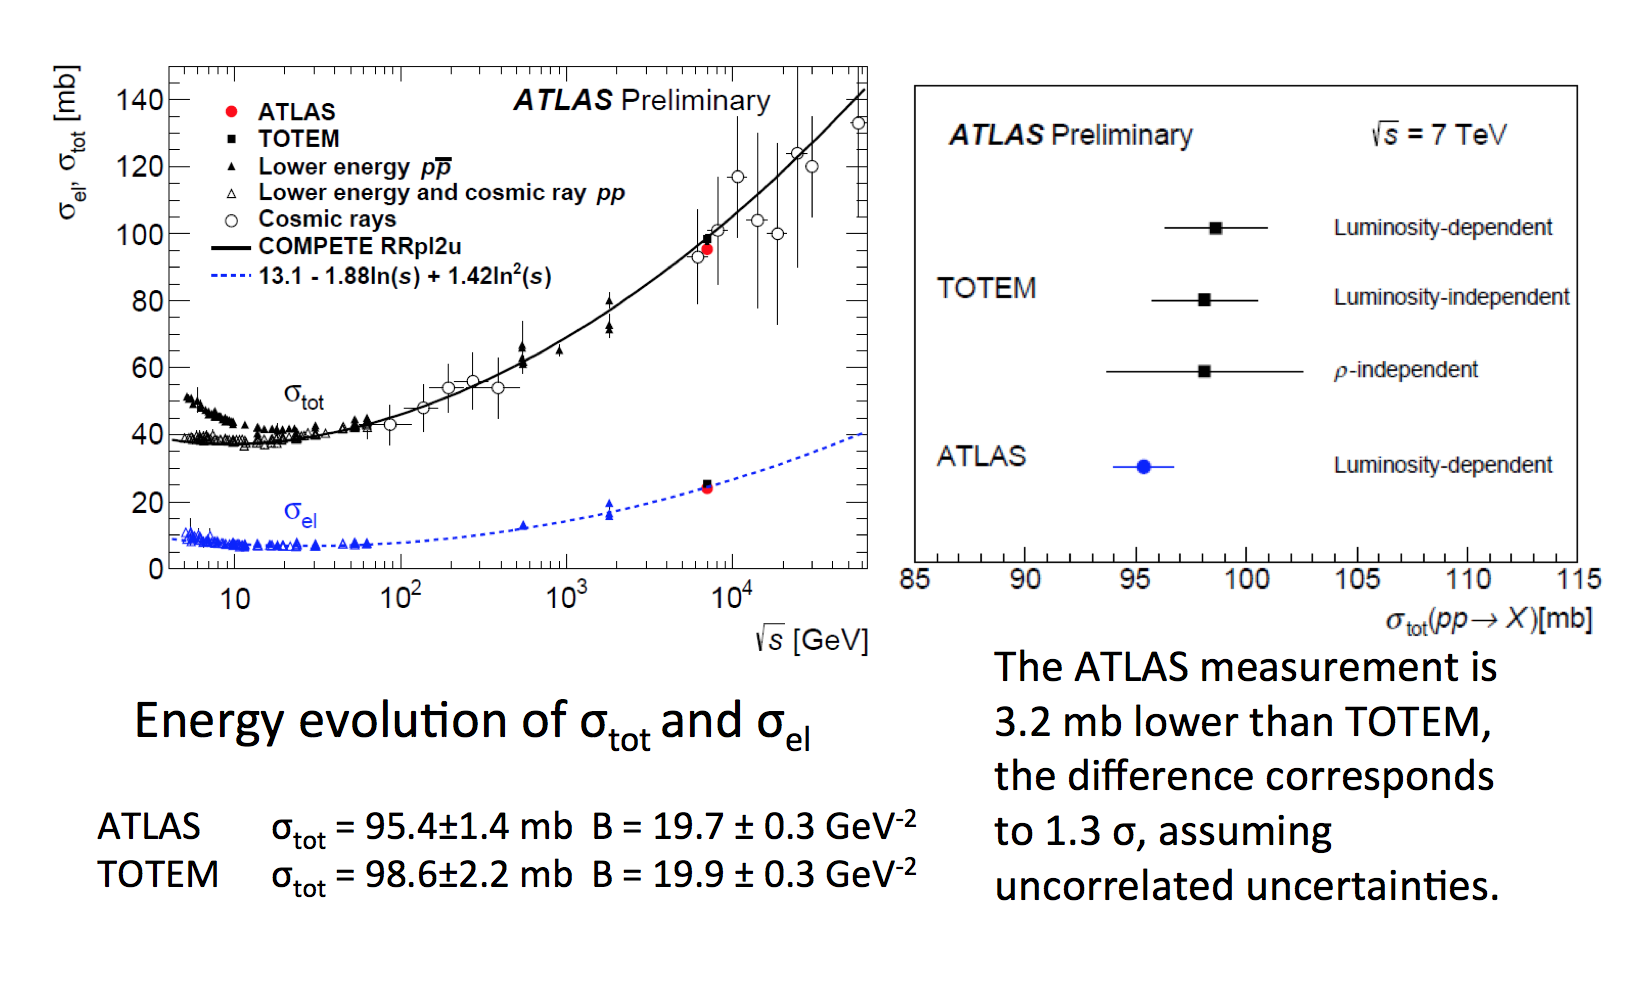 σel, σtot [mb]
140
120
100
80
60
40
20
0
ATLAS Preliminary
ATLAS
TOTEM
Lower energy pp̅
Lower energy and cosmic ray pp
Cosmic rays
COMPETE RRpl2u
13.1 - 1.88ln(s) + 1.42ln²(s)
σtot
σel
10 10² 10³ 10⁴
√s [GeV]
ATLAS Preliminary √s = 7 TeV
Luminosity-dependent
TOTEM Luminosity-independent
ρ-independent
ATLAS Luminosity-dependent
85 90 95 100 105 110 115
σtot(pp→ X)[mb]
Energy evolution of σtot and σel
ATLAS σtot = 95.4±1.4 mb B = 19.7 ± 0.3 GeV⁻²
TOTEM σtot = 98.6±2.2 mb B = 19.9 ± 0.3 GeV⁻²
The ATLAS measurement is
3.2 mb lower than TOTEM,
the difference corresponds
to 1.3 σ, assuming
uncorrelated uncertainties.